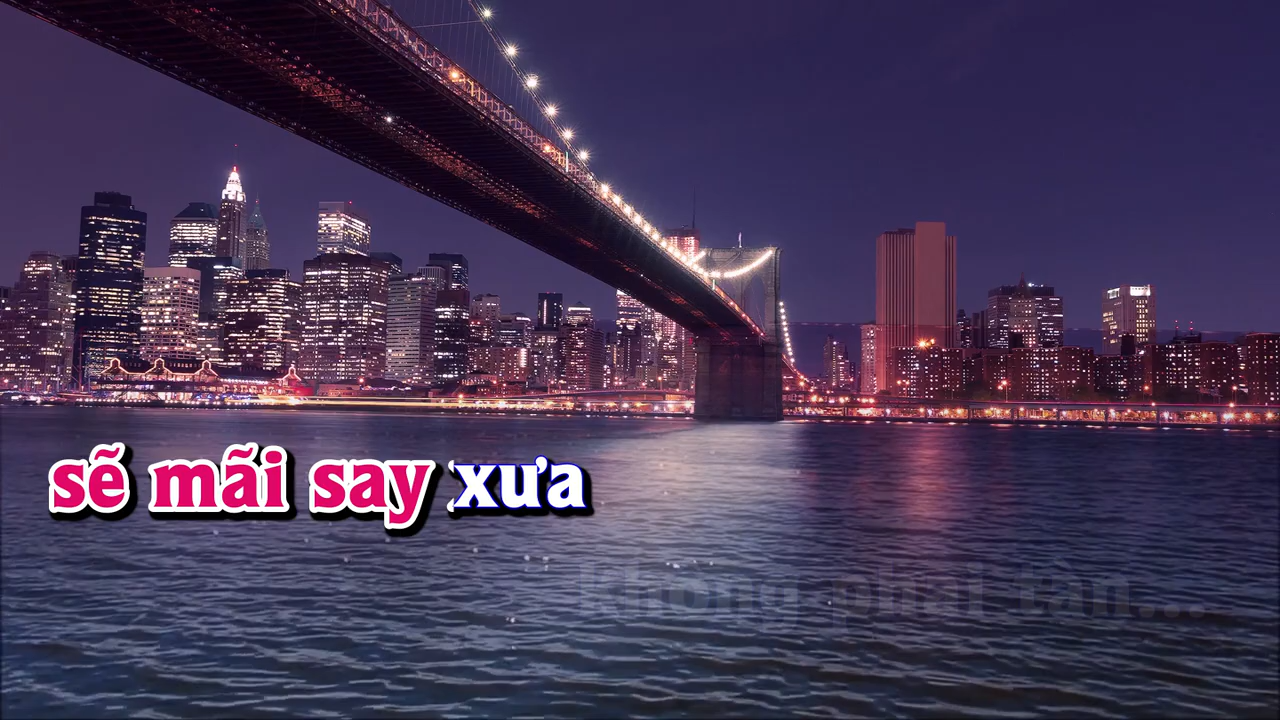 sẽ mãi say xưa
không phai tàn...